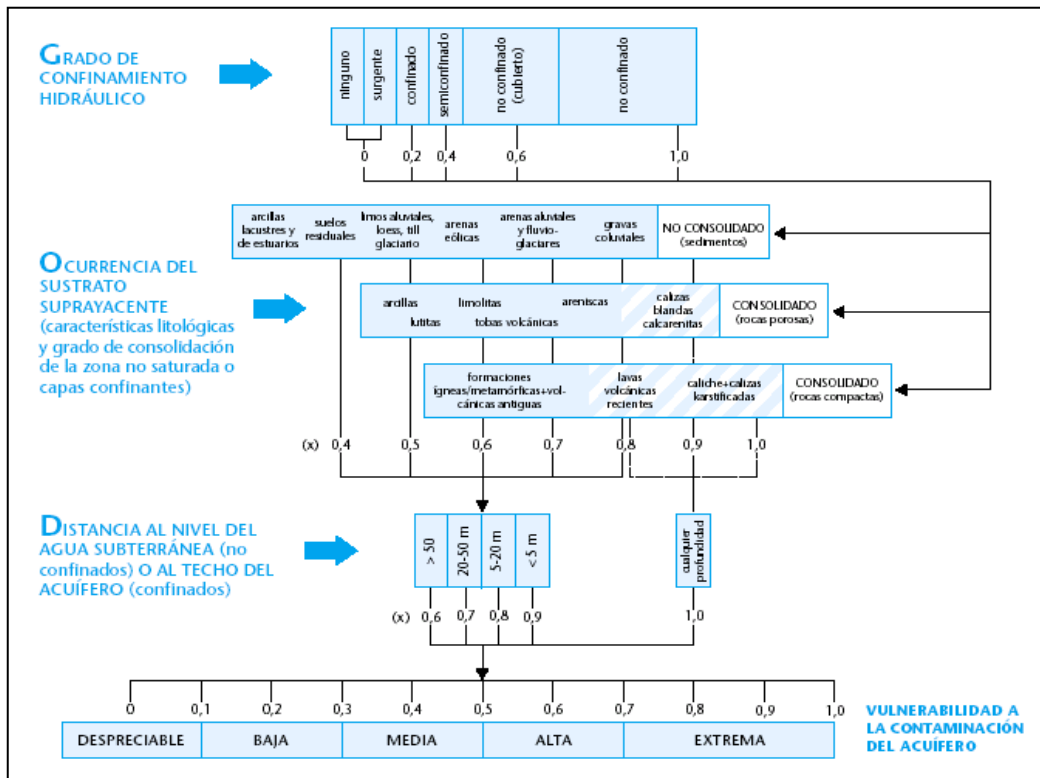 GRADO DE
CONFINAMIENTO
HIDRÁULICO
ninguno
surgente
confinado
semiconfinado
no confinado
(cubierto)
no confinado
0
0,2
0,4
0,6
1,0
OCURRENCIA DEL
SUSTRATO
SUPRAYACENTE
(características litológicas
y grado de consolidación
de la zona no saturada o
capas confinantes)
arcillas
lacustres y
de estuarios
suelos
residuales
limos aluviales,
loess, till
glaciario
arenas
eólicas
arenas aluviales
y fluvio-
glaciares
gravas
coluviales
NO CONSOLIDADO
(sedimentos)
arcillas
lutitas
limolitas
tobas volcánicas
areniscas
calizas
blandas
calcarenitas
CONSOLIDADO
(rocas porosas)
formaciones
ígneas/metamórficas+vol-
cánicas antiguas
lavas
volcánicas
recientes
caliche+calizas
karstificadas
CONSOLIDADO
(rocas compactas)
(x) 0,4 0,5 0,6 0,7 0,8 0,9 1,0
DISTANCIA AL NIVEL DEL
AGUA SUBTERRÁNEA (no
confinados) O AL TECHO DEL
ACUÍFERO (confinados)
> 50
20-50 m
5-20 m
< 5 m
cualquier
profundidad
(x) 0,6 0,7 0,8 0,9 1,0
0 0,1 0,2 0,3 0,4 0,5 0,6 0,7 0,8 0,9 1,0
DESPRECIABLE BAJA MEDIA ALTA EXTREMA
VULNERABILIDAD A
LA CONTAMINACIÓN
DEL ACUÍFERO